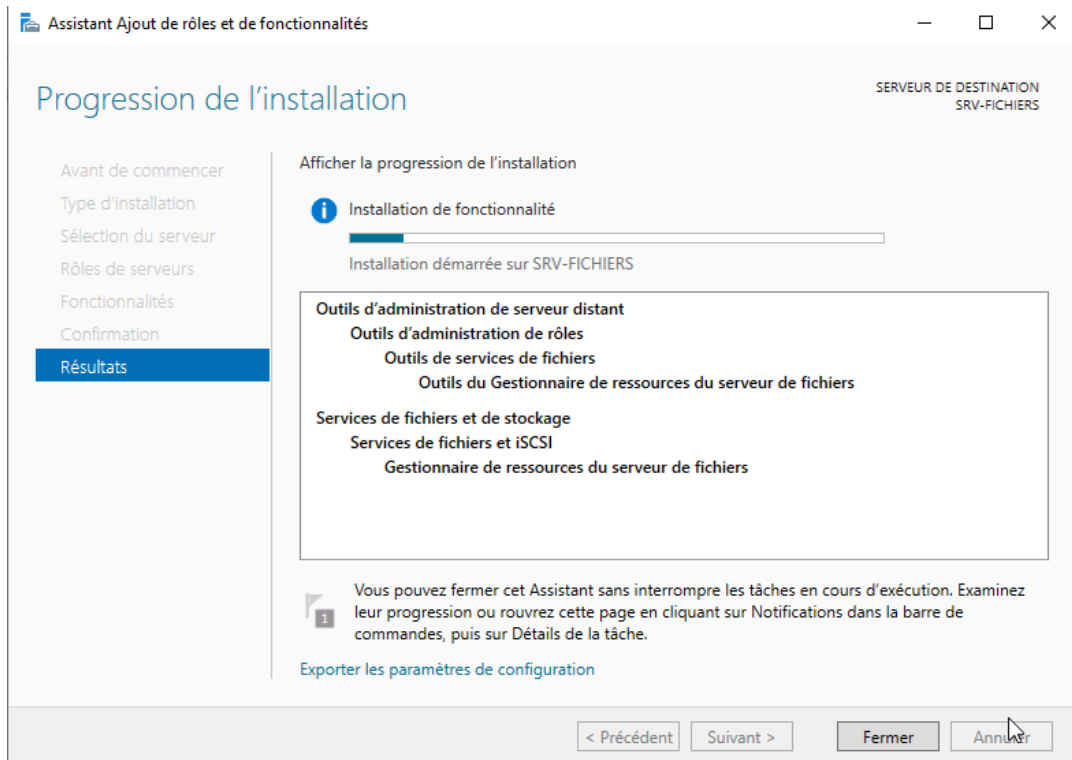 Assistant Ajout de rôles et de fonctionnalités
Progression de l'installation
SERVEUR DE DESTINATION
SRV-FICHIERS
Avant de commencer
Type d'installation
Sélection du serveur
Rôles de serveurs
Fonctionnalités
Confirmation
Résultats
Afficher la progression de l'installation
Installation de fonctionnalité
Installation démarrée sur SRV-FICHIERS
Outils d'administration de serveur distant
Outils d'administration de rôles
Outils de services de fichiers
Outils du Gestionnaire de ressources du serveur de fichiers
Services de fichiers et de stockage
Services de fichiers et iSCSI
Gestionnaire de ressources du serveur de fichiers
1
Vous pouvez fermer cet Assistant sans interrompre les tâches en cours d'exécution. Examinez
leur progression ou rouvrez cette page en cliquant sur Notifications dans la barre de
commandes, puis sur Détails de la tâche.
Exporter les paramètres de configuration
< Précédent
Suivant >
Fermer
Annuler